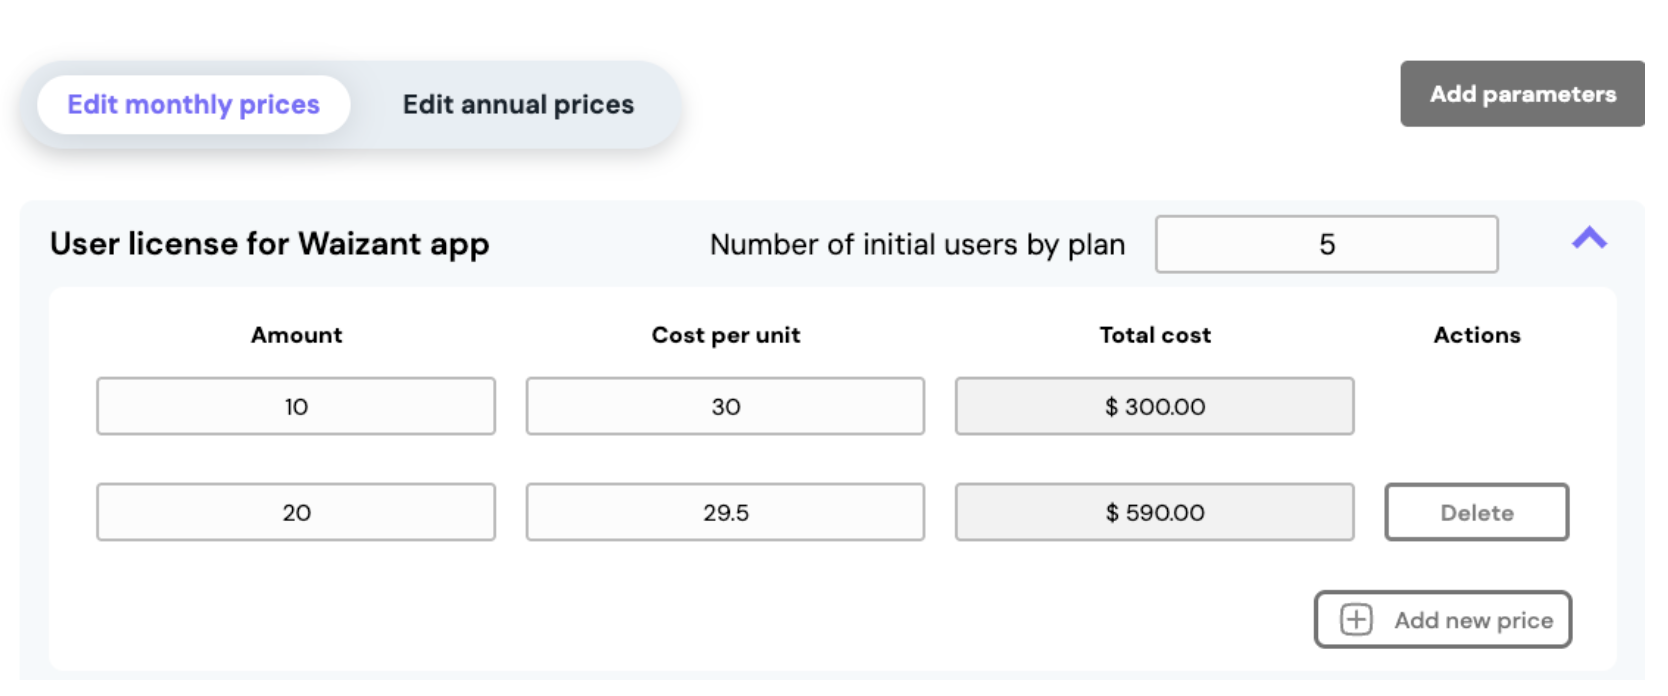 Edit monthly prices
Edit annual prices
Add parameters
User license for Waizant app
Number of initial users by plan
5
Amount
Cost per unit
Total cost
Actions
10
30
$ 300.00
20
29.5
$ 590.00
Delete
Add new price